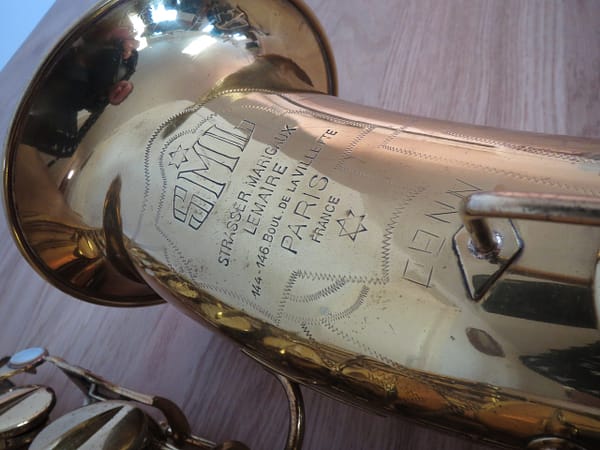 SML
STRASSER, MARIGAUX
LEMAIRE
144-146.BOUL. DE LA VILLETTE
PARIS
FRANCE